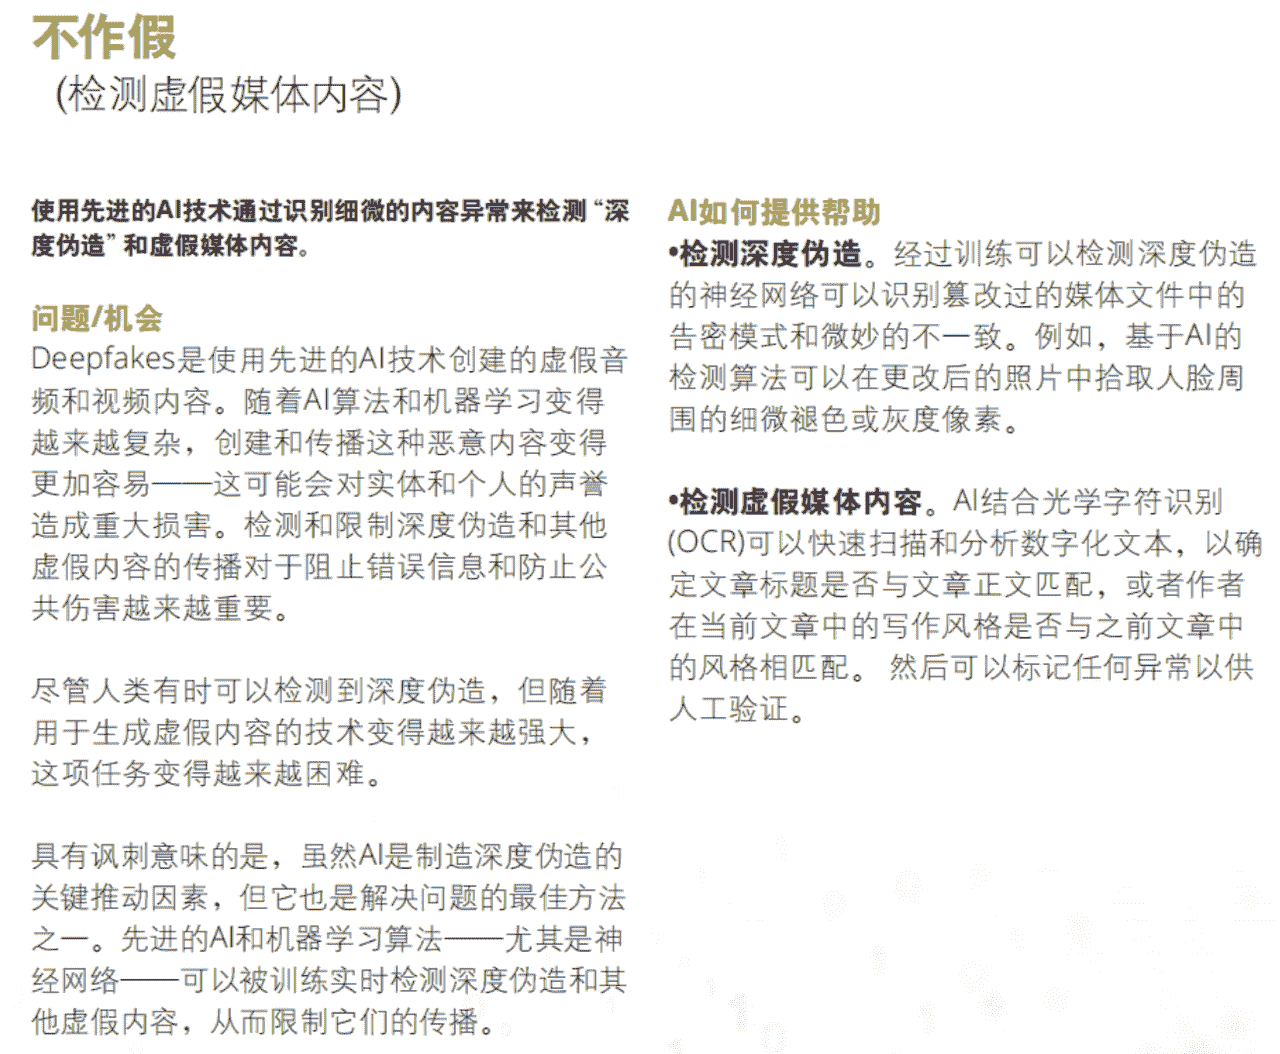 不作假
(检测虚假媒体内容)
使用先进的AI技术通过识别细微的内容异常来检测“深
度伪造”和虚假媒体内容。
问题/机会
Deepfakes是使用先进的AI技术创建的虚假音
频和视频内容。随着AI算法和机器学习变得
越来越复杂，创建和传播这种恶意内容变得
更加容易——这可能会对实体和个人的声誉
造成重大损害。检测和限制深度伪造和其他
虚假内容的传播对于阻止错误信息和防止公
共伤害越来越重要。
尽管人类有时可以检测到深度伪造，但随着
用于生成虚假内容的技术变得越来越强大，
这项任务变得越来越困难。
具有讽刺意味的是，虽然AI是制造深度伪造的
关键推动因素，但它也是解决问题的最佳方法
之一。先进的AI和机器学习算法——尤其是神
经网络——可以被训练实时检测深度伪造和其
他虚假内容，从而限制它们的传播。
AI如何提供帮助
•检测深度伪造。经过训练可以检测深度伪造
的神经网络可以识别篡改过的媒体文件中的
告密模式和微妙的不一致。例如，基于AI的
检测算法可以在更改后的照片中拾取人脸周
围的细微褪色或灰度像素。
•检测虚假媒体内容。AI结合光学字符识别
(OCR)可以快速扫描和分析数字化文本，以确
定文章标题是否与文章正文匹配，或者作者
在当前文章中的写作风格是否与之前文章中
的风格相匹配。 然后可以标记任何异常以供
人工验证。